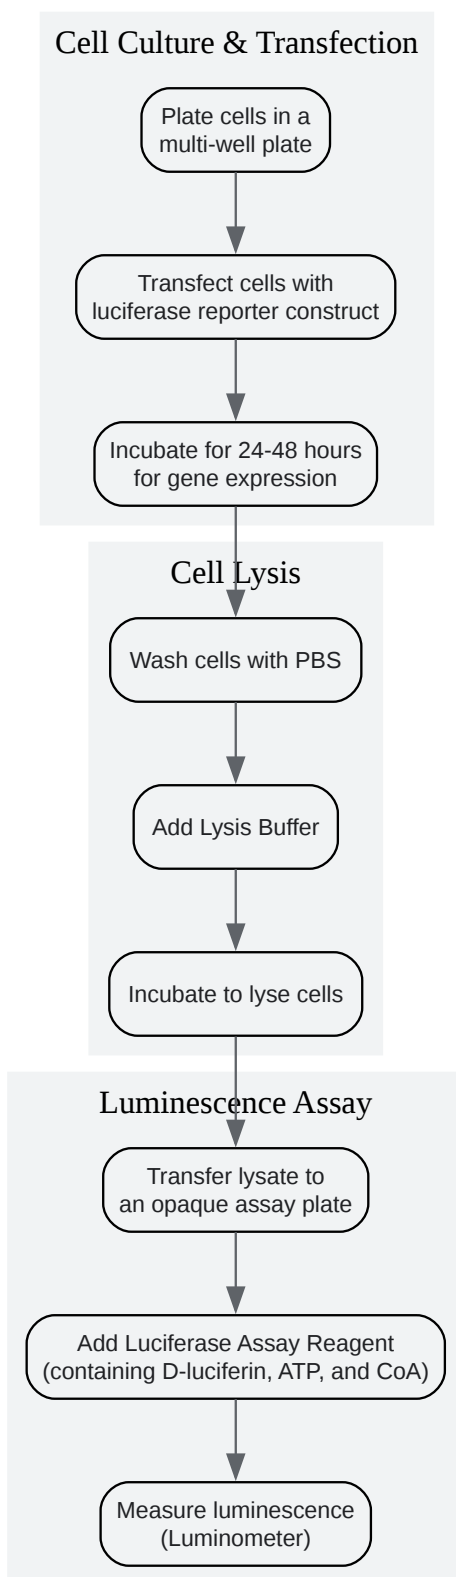 Cell Culture & Transfection
Plate cells in a
multi-well plate
Transfect cells with
luciferase reporter construct
Incubate for 24-48 hours
for gene expression
Cell Lysis
Wash cells with PBS
Add Lysis Buffer
Incubate to lyse cells
Luminescence Assay
Transfer lysate to
an opaque assay plate
Add Luciferase Assay Reagent
(containing D-luciferin, ATP, and CoA)
Measure luminescence
(Luminometer)